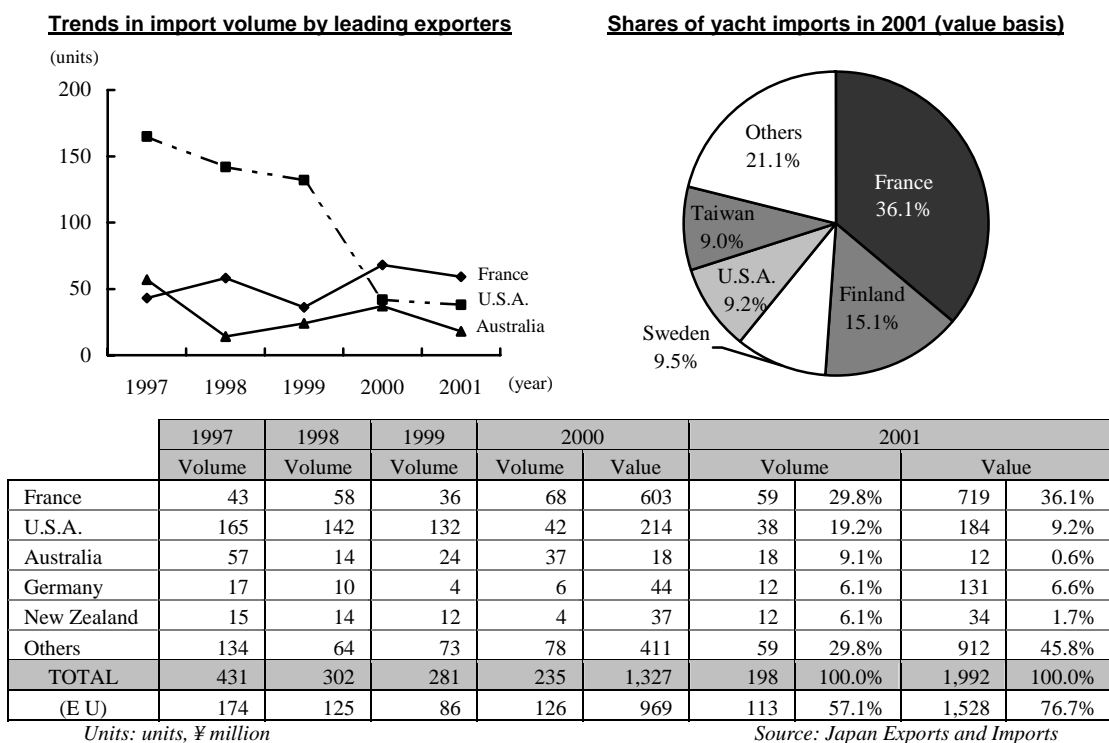 Trends in import volume by leading exporters
(units)
200
150
100
50
0
1997 1998 1999 2000 2001 (year)
France
U.S.A.
Australia
Shares of yacht imports in 2001 (value basis)
Others
21.1%
France
36.1%
Taiwan
9.0%
U.S.A.
9.2%
Finland
15.1%
Sweden
9.5%
1997 1998 1999 2000 2001
Volume Volume Volume Volume Value Volume Value
France 43 58 36 68 603 59 29.8% 719 36.1%
U.S.A. 165 142 132 42 214 38 19.2% 184 9.2%
Australia 57 14 24 37 18 18 9.1% 12 0.6%
Germany 17 10 4 6 44 12 6.1% 131 6.6%
New Zealand 15 14 12 4 37 12 6.1% 34 1.7%
Others 134 64 73 78 411 59 29.8% 912 45.8%
TOTAL 431 302 281 235 1,327 198 100.0% 1,992 100.0%
(E U) 174 125 86 126 969 113 57.1% 1,528 76.7%
Units: units, ¥ million
Source: Japan Exports and Imports